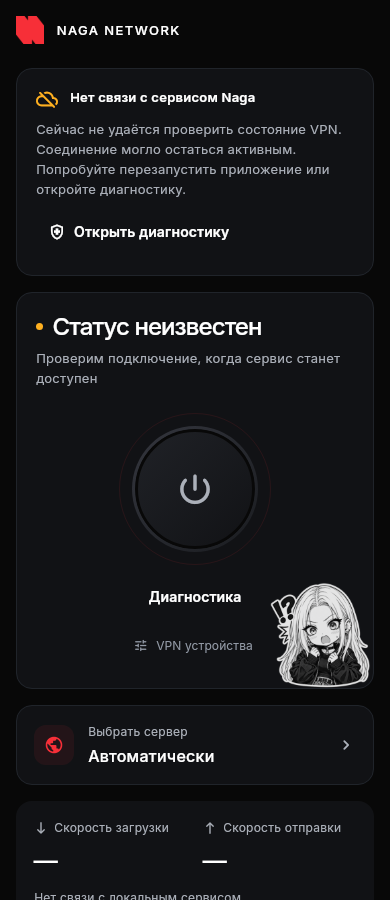 NAGA NETWORK
Нет связи с сервисом Naga
Сейчас не удаётся проверить состояние VPN.
Соединение могло остаться активным.
Попробуйте перезапустить приложение или
откройте диагностику.
Открыть диагностику
Статус неизвестен
Проверим подключение, когда сервис станет
доступен
Диагностика
!?
VPN устройства
Выбрать сервер
Автоматически
Скорость загрузки
Скорость отправки
—
—
Нет связи с локальным сервисом